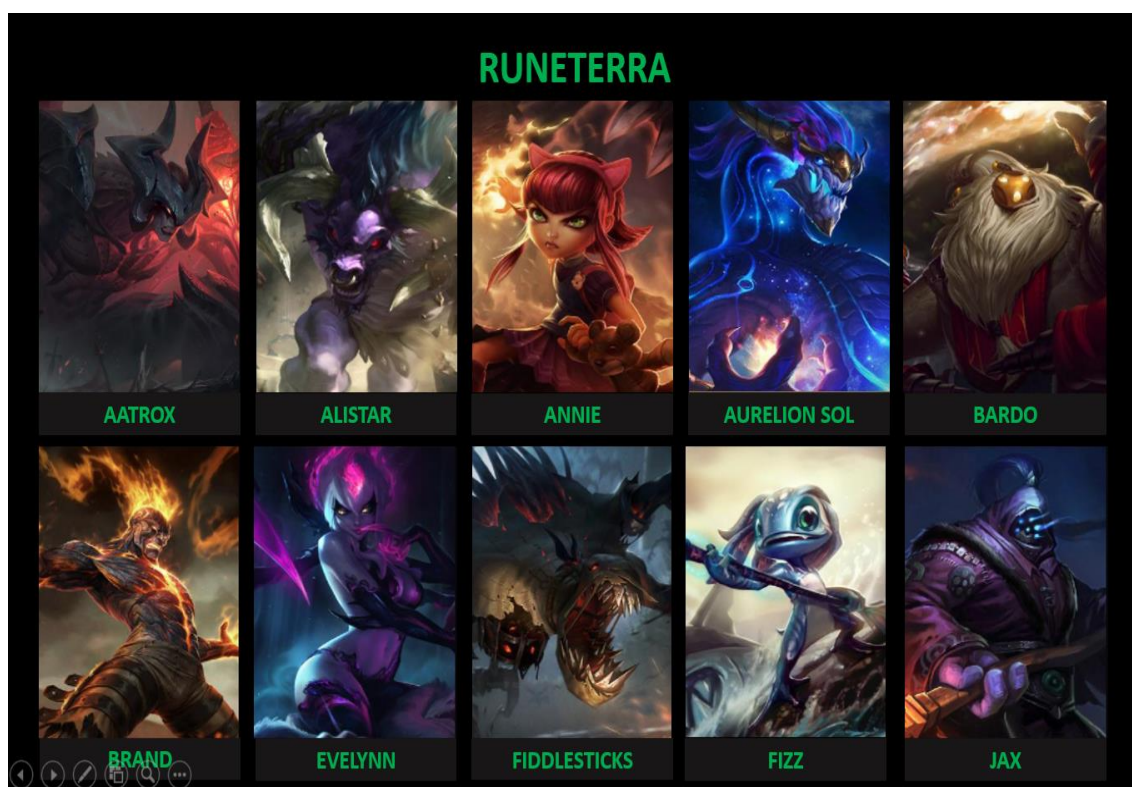 RUNETERRA
AATROX
ALISTAR
ANNIE
AURELION SOL
BARDO
BRAND
EVELYNN
FIDDLESTICKS
FIZZ
JAX